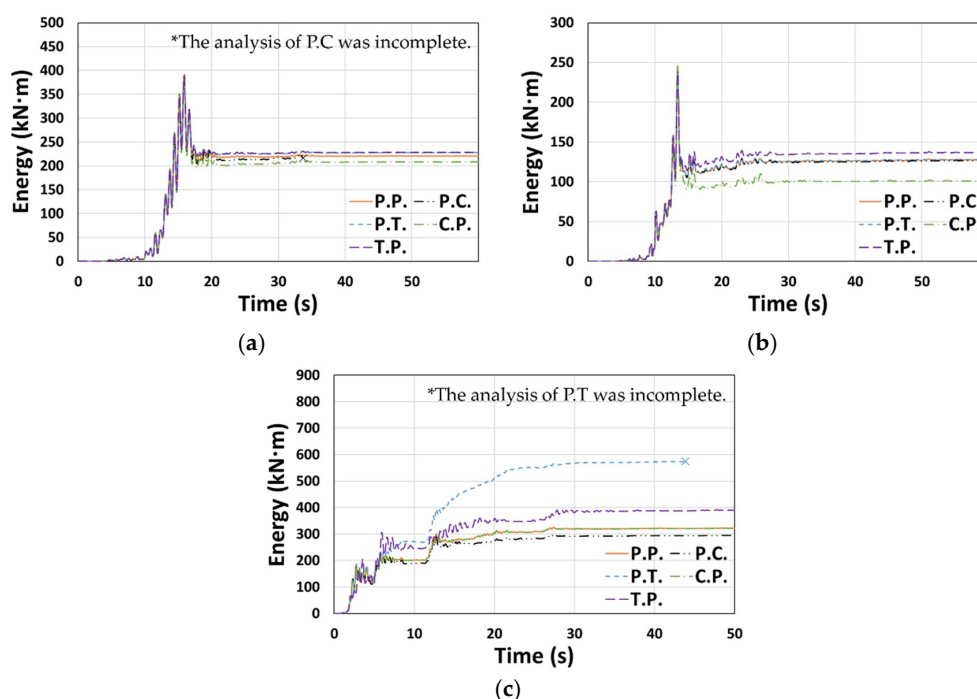 *The analysis of P.C was incomplete.
Energy (kN·m)
500
450
400
350
300
250
200
150
100
50
0
P.P. P.C.
P.T. C.P.
T.P.
0 10 20 30 40 50
Time (s)
(a)
Energy (kN·m)
300
250
200
150
100
50
0
P.P. P.C
P.T. C.P
T.P.
0 10 20 30 40 50
Time (s)
(b)
*The analysis of P.T was incomplete.
Energy (kN·m)
900
800
700
600
500
400
300
200
100
0
P.P. P.C.
P.T. C.P.
T.P.
0 10 20 30 40 50
Time (s)
(c)